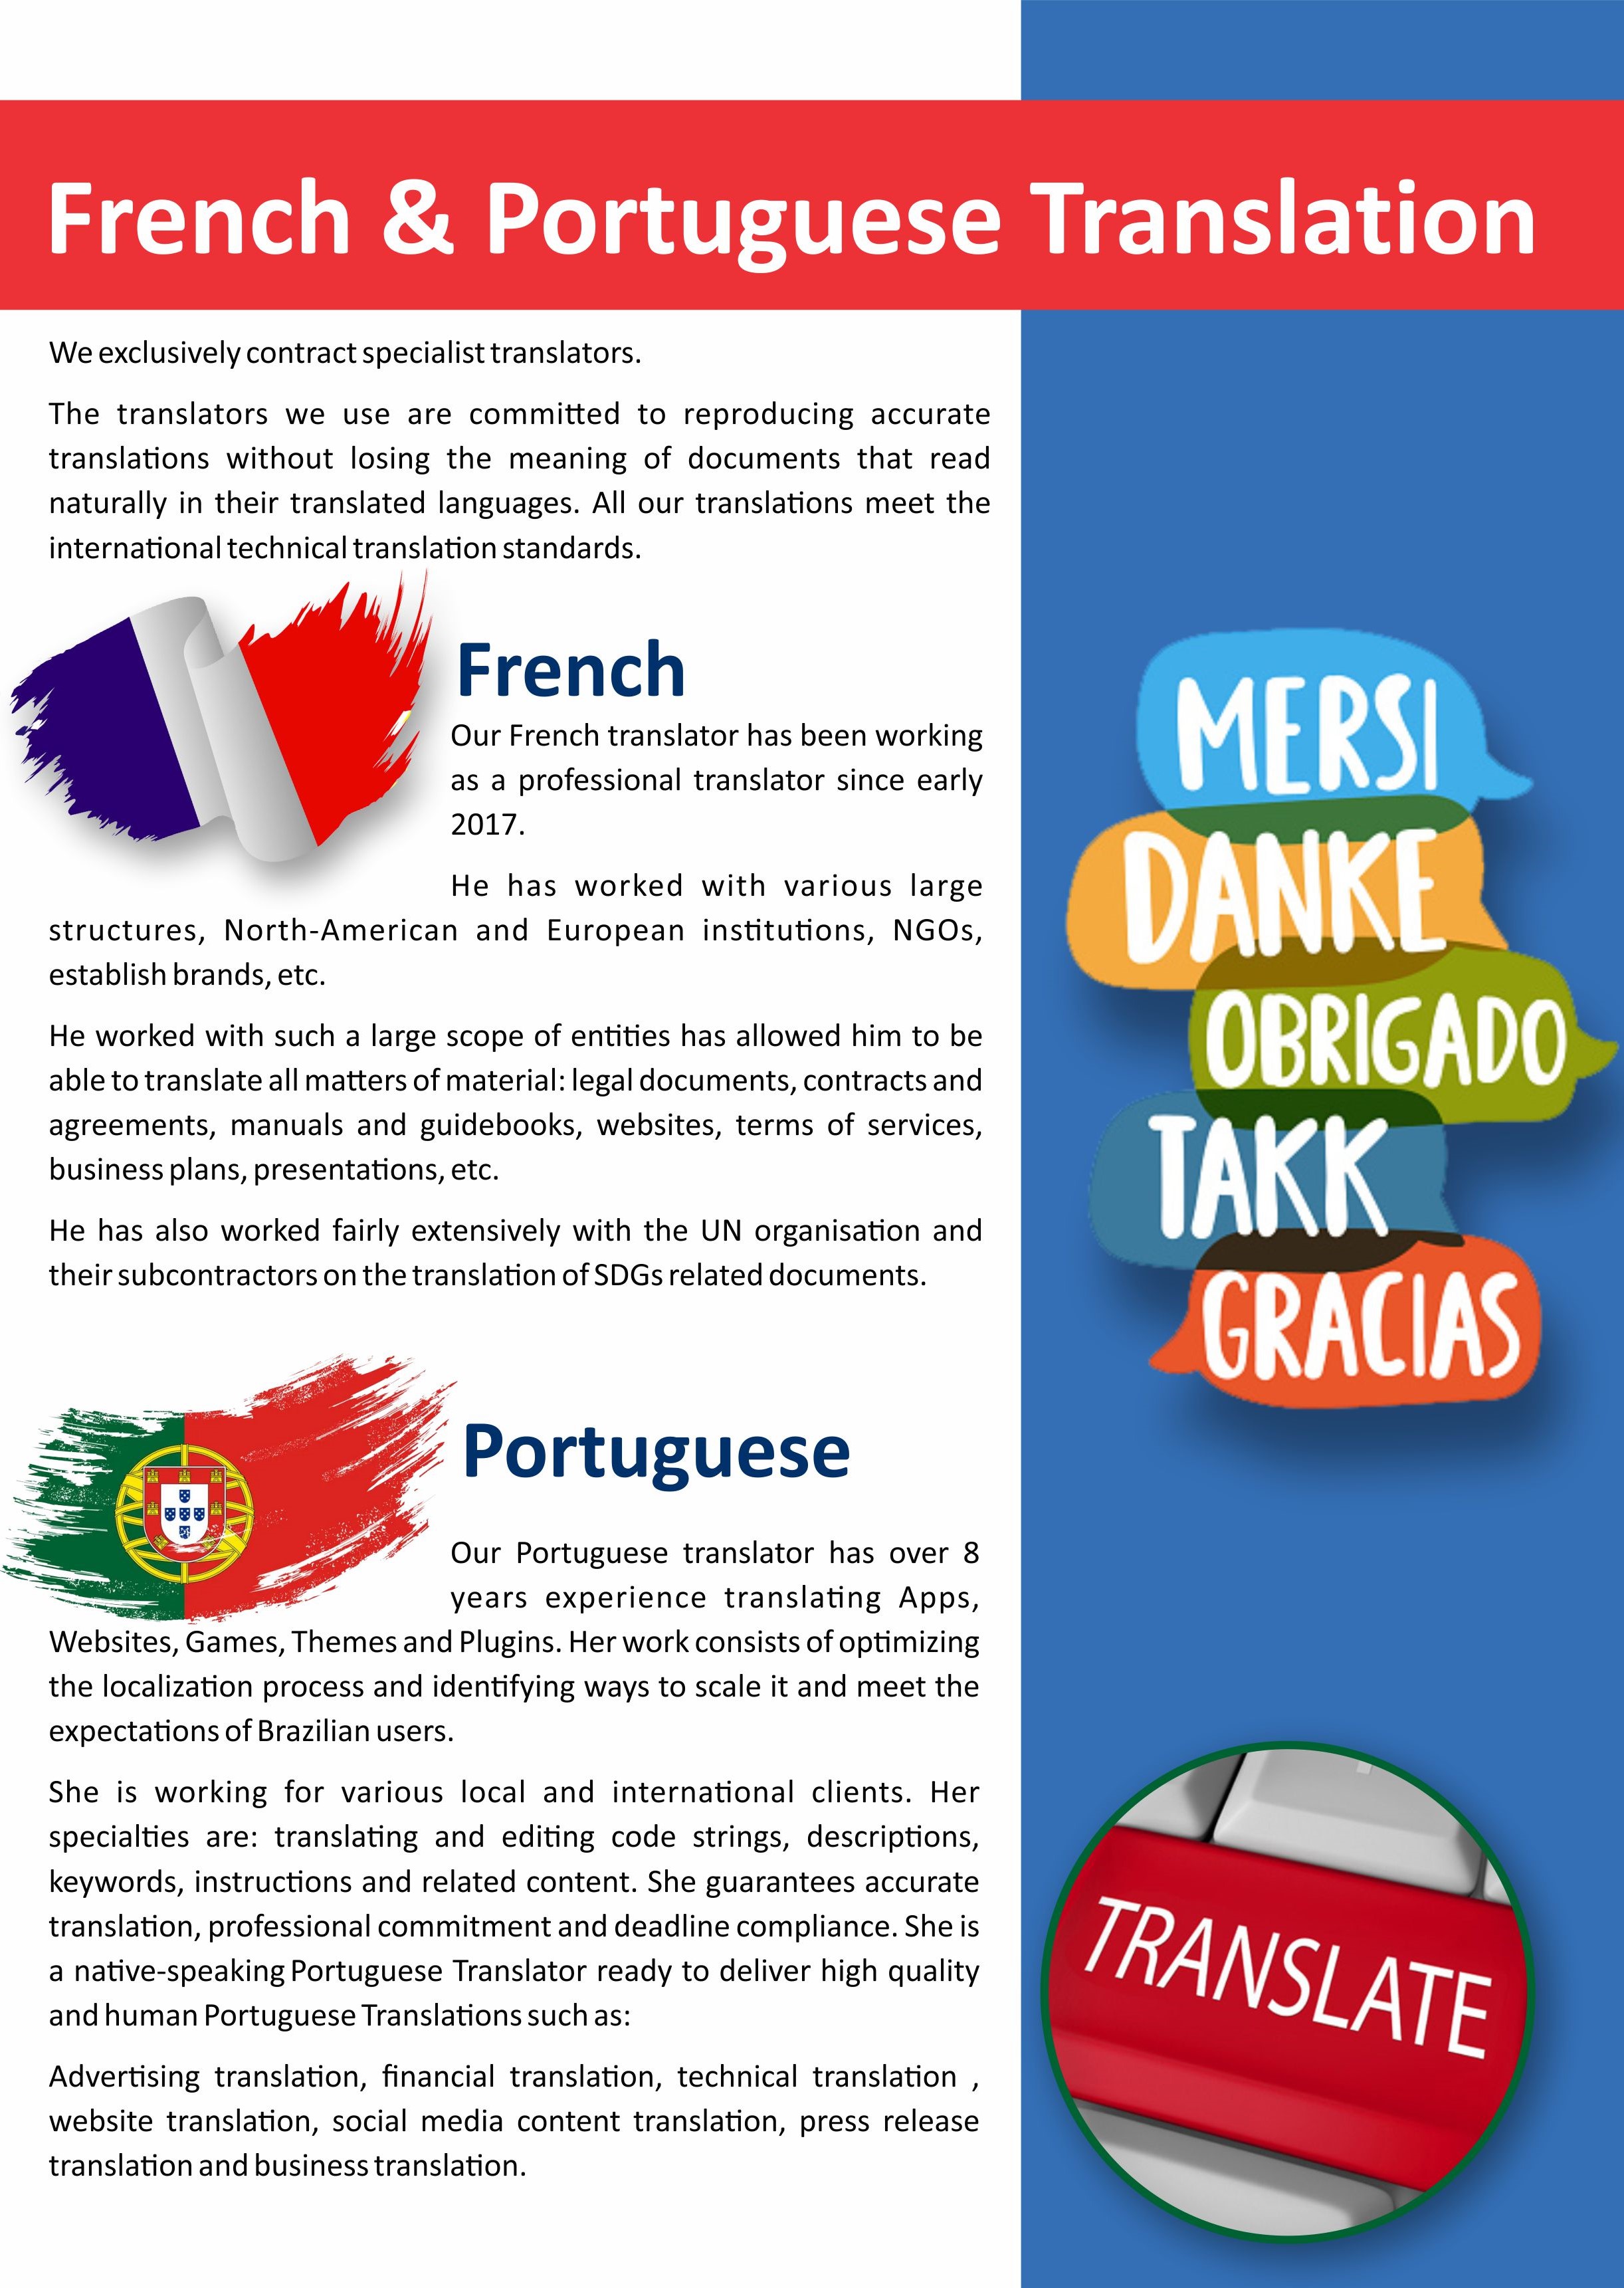 French & Portuguese Translation
We exclusively contract specialist translators.
The translators we use are committed to reproducing accurate
translations without losing the meaning of documents that read
naturally in their translated languages. All our translations meet the
international technical translation standards.
French
Our French translator has been working
as a professional translator since early
2017.
He has worked with various large
structures, North-American and European institutions, NGOs,
establish brands, etc.
He worked with such a large scope of entities has allowed him to be
able to translate all matters of material: legal documents, contracts and
agreements, manuals and guidebooks, websites, terms of services,
business plans, presentations, etc.
He has also worked fairly extensively with the UN organisation and
their subcontractors on the translation of SDGs related documents.
Portuguese
Our Portuguese translator has over 8
years experience translating Apps,
Websites, Games, Themes and Plugins. Her work consists of optimizing
the localization process and identifying ways to scale it and meet the
expectations of Brazilian users.
She is working for various local and international clients. Her
specialties are: translating and editing code strings, descriptions,
keywords, instructions and related content. She guarantees accurate
translation, professional commitment and deadline compliance. She is
a native-speaking Portuguese Translator ready to deliver high quality
and human Portuguese Translations such as:
Advertising translation, financial translation, technical translation ,
website translation, social media content translation, press release
translation and business translation.
MERSI
DANKE
OBRIGADO
TAKK
GRACIAS
TRANSLATE